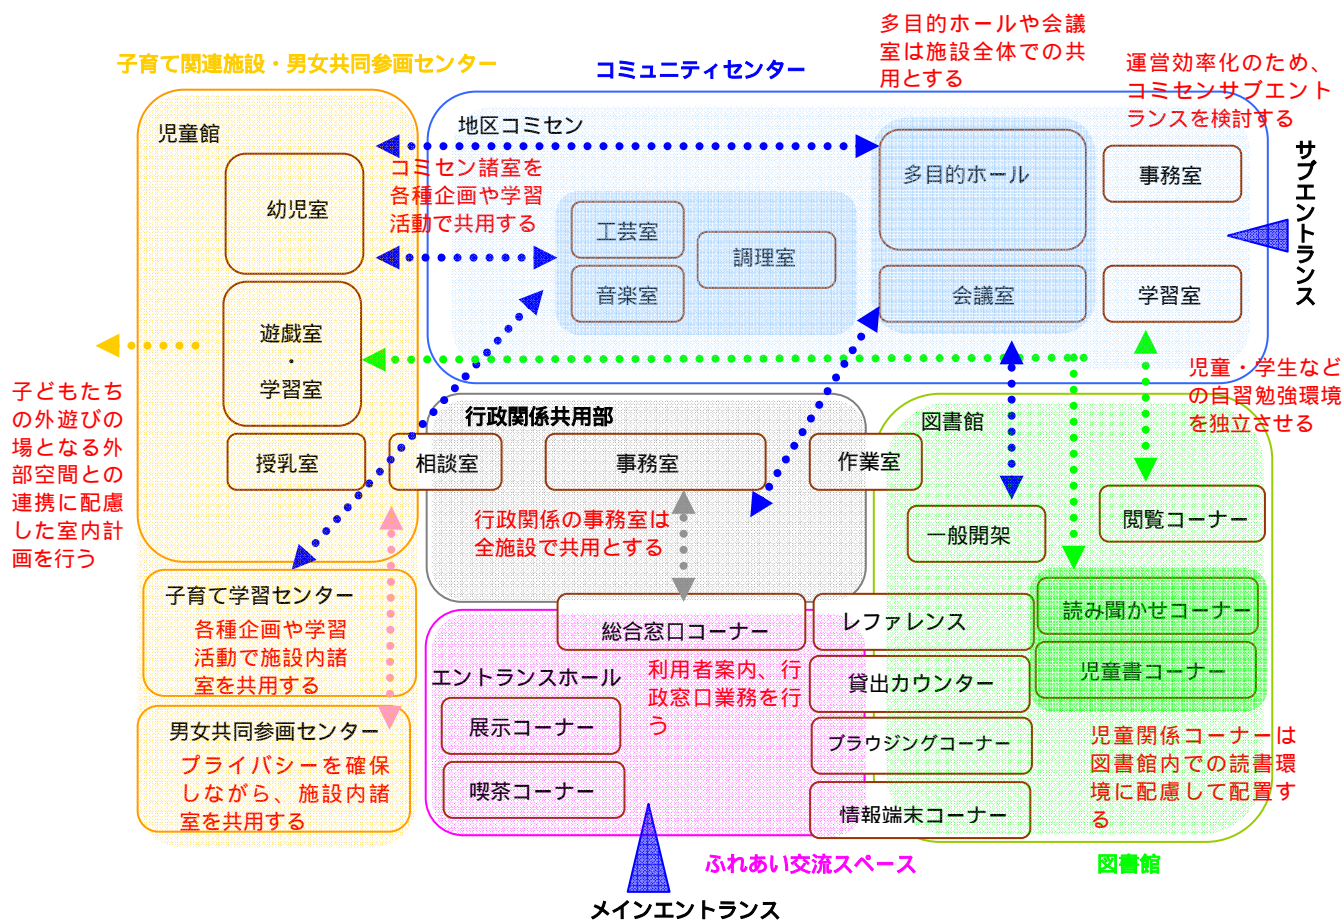 子育て関連施設・男女共同参画センター
コミュニティセンター
多目的ホールや会議
室は施設全体での共
用とする
運営効率化のため、
コミセンサブエント
ランスを検討する
サブエントランス
児童館
幼児室
遊戯室
・
学習室
授乳室
地区コミセン
コミセン諸室を
各種企画や学習
活動で共用する
工芸室
音楽室
調理室
多目的ホール
会議室
事務室
学習室
児童・学生など
の自習勉強環境
を独立させる
子どもたち
の外遊びの
場となる外
部空間との
連携に配慮
した室内計
画を行う
行政関係共用部
相談室
事務室
作業室
行政関係の事務室は
全施設で共用とする
図書館
一般開架
閲覧コーナー
読み聞かせコーナー
児童書コーナー
レファレンス
貸出カウンター
ブラウジングコーナー
情報端末コーナー
児童関係コーナーは
図書館内での読書環
境に配慮して配置す
る
子育て学習センター
各種企画や学習
活動で施設内諸
室を共用する
男女共同参画センター
プライバシーを確保
しながら、施設内諸
室を共用する
総合窓口コーナー
利用者案内、行
政窓口業務を行
う
エントランスホール
展示コーナー
喫茶コーナー
ふれあい交流スペース
図書館
メインエントランス